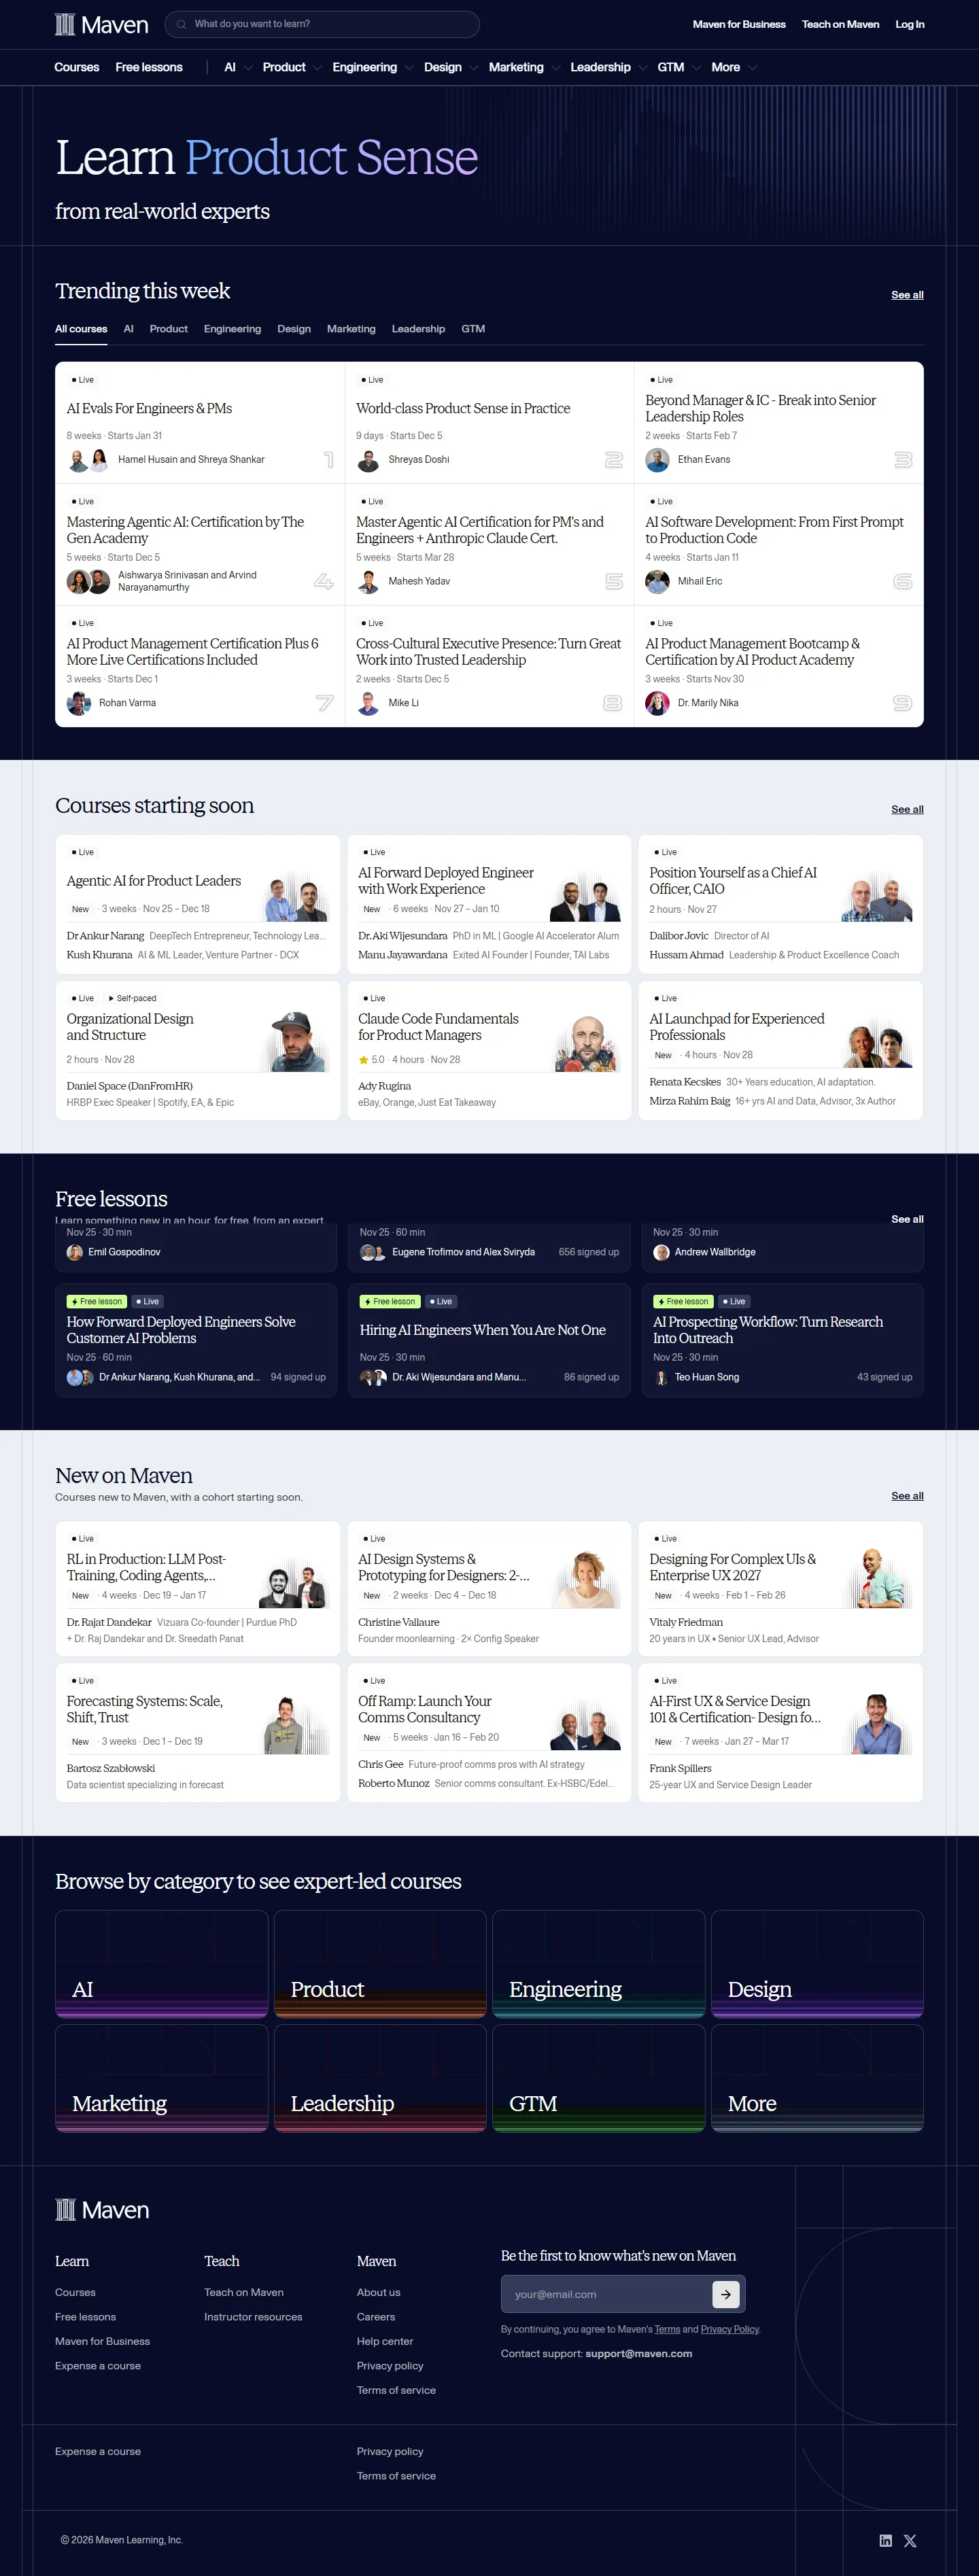 Maven
What do you want to learn?
Maven for Business
Teach on Maven
Log In
Courses
Free lessons
AI
Product
Engineering
Design
Marketing
Leadership
GTM
More
Learn Product Sense
from real-world experts
Trending this week
See all
All courses
AI
Product
Engineering
Design
Marketing
Leadership
GTM
Live
AI Evals For Engineers & PMs
8 weeks · Starts Jan 31
Hamel Husain and Shreya Shankar
1
Live
World-class Product Sense in Practice
9 days · Starts Dec 5
Shreyas Doshi
2
Live
Beyond Manager & IC - Break into Senior
Leadership Roles
2 weeks · Starts Feb 7
Ethan Evans
3
Live
Mastering Agentic AI: Certification by The
Gen Academy
5 weeks · Starts Dec 5
Aishwarya Srinivasan and Arvind
Narayanamurthy
4
Live
Master Agentic AI Certification for PM's and
Engineers + Anthropic Claude Cert.
5 weeks · Starts Mar 28
Mahesh Yadav
5
Live
AI Software Development: From First Prompt
to Production Code
4 weeks · Starts Jan 11
Mihail Eric
6
Live
AI Product Management Certification Plus 6
More Live Certifications Included
3 weeks · Starts Dec 1
Rohan Varma
7
Live
Cross-Cultural Executive Presence: Turn Great
Work into Trusted Leadership
2 weeks · Starts Dec 5
Mike Li
8
Live
AI Product Management Bootcamp &
Certification by AI Product Academy
3 weeks · Starts Nov 30
Dr. Marily Nika
9
Courses starting soon
See all
Live
Agentic AI for Product Leaders
New · 3 weeks · Nov 25 – Dec 18
Dr Ankur Narang DeepTech Entrepreneur, Technology Lea...
Kush Khurana AI & ML Leader, Venture Partner - DCX
Live
AI Forward Deployed Engineer
with Work Experience
New · 6 weeks · Nov 27 – Jan 10
Dr. Aki Wijesundara PhD in ML | Google AI Accelerator Alum
Manu Jayawardana Exited AI Founder | Founder, TAI Labs
Live
Position Yourself as a Chief AI
Officer, CAIO
2 hours · Nov 27
Dalibor Jovic Director of AI
Hussam Ahmad Leadership & Product Excellence Coach
Live
Self-paced
Organizational Design
and Structure
2 hours · Nov 28
Daniel Space (DanFromHR)
HRBP Exec Speaker | Spotify, EA, & Epic
Live
Claude Code Fundamentals
for Product Managers
5.0 · 4 hours · Nov 28
Ady Rugina
eBay, Orange, Just Eat Takeaway
Live
AI Launchpad for Experienced
Professionals
New · 4 hours · Nov 28
Renata Kecskes 30+ Years education, AI adaptation.
Mirza Rahim Baig 16+ yrs AI and Data, Advisor, 3x Author
Free lessons
Learn something new in an hour, for free, from an expert.
See all
Nov 25 · 30 min
Emil Gospodinov
Nov 25 · 60 min
Eugene Trofimov and Alex Sviryda
656 signed up
Nov 25 · 30 min
Andrew Wallbridge
Free lesson
Live
How Forward Deployed Engineers Solve
Customer AI Problems
Nov 25 · 60 min
Dr Ankur Narang, Kush Khurana, and...
94 signed up
Free lesson
Live
Hiring AI Engineers When You Are Not One
Nov 25 · 30 min
Dr. Aki Wijesundara and Manu...
86 signed up
Free lesson
Live
AI Prospecting Workflow: Turn Research
Into Outreach
Nov 25 · 30 min
Teo Huan Song
43 signed up
New on Maven
Courses new to Maven, with a cohort starting soon.
See all
Live
RL in Production: LLM Post-
Training, Coding Agents,...
New · 4 weeks · Dec 19 – Jan 17
Dr. Rajat Dandekar Vizuara Co-founder | Purdue PhD
+ Dr. Raj Dandekar and Dr. Sreedath Panat
Live
AI Design Systems &
Prototyping for Designers: 2-...
New · 2 weeks · Dec 4 – Dec 18
Christine Vallaure
Founder moonlearning · 2× Config Speaker
Live
Designing For Complex UIs &
Enterprise UX 2027
New · 4 weeks · Feb 1 – Feb 26
Vitaly Friedman
20 years in UX • Senior UX Lead, Advisor
Live
Forecasting Systems: Scale,
Shift, Trust
New · 3 weeks · Dec 1 – Dec 19
Bartosz Szabłowski
Data scientist specializing in forecast
Live
Off Ramp: Launch Your
Comms Consultancy
New · 5 weeks · Jan 16 – Feb 20
Chris Gee Future-proof comms pros with AI strategy
Roberto Munoz Senior comms consultant. Ex-HSBC/Edel...
Live
AI-First UX & Service Design
101 & Certification- Design fo...
New · 7 weeks · Jan 27 – Mar 17
Frank Spillers
25-year UX and Service Design Leader
Browse by category to see expert-led courses
AI
Product
Engineering
Design
Marketing
Leadership
GTM
More
Maven
Learn
Courses
Free lessons
Maven for Business
Expense a course
Teach
Teach on Maven
Instructor resources
Maven
About us
Careers
Help center
Privacy policy
Terms of service
Be the first to know what's new on Maven
your@email.com
By continuing, you agree to Maven's Terms and Privacy Policy.
Contact support: support@maven.com
Expense a course
Privacy policy
Terms of service
© 2026 Maven Learning, Inc.